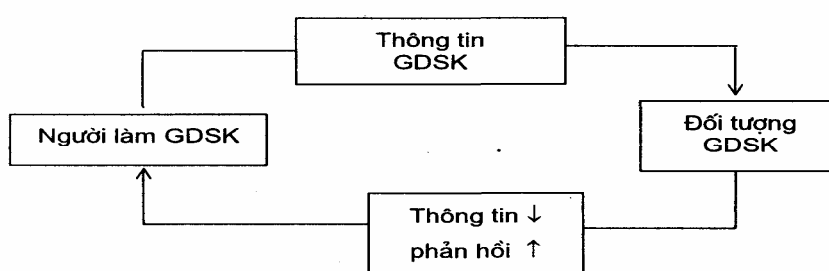 Thông tin
GDSK
Người làm GDSK
Đối tượng
GDSK
Thông tin ↓
phản hồi ↑